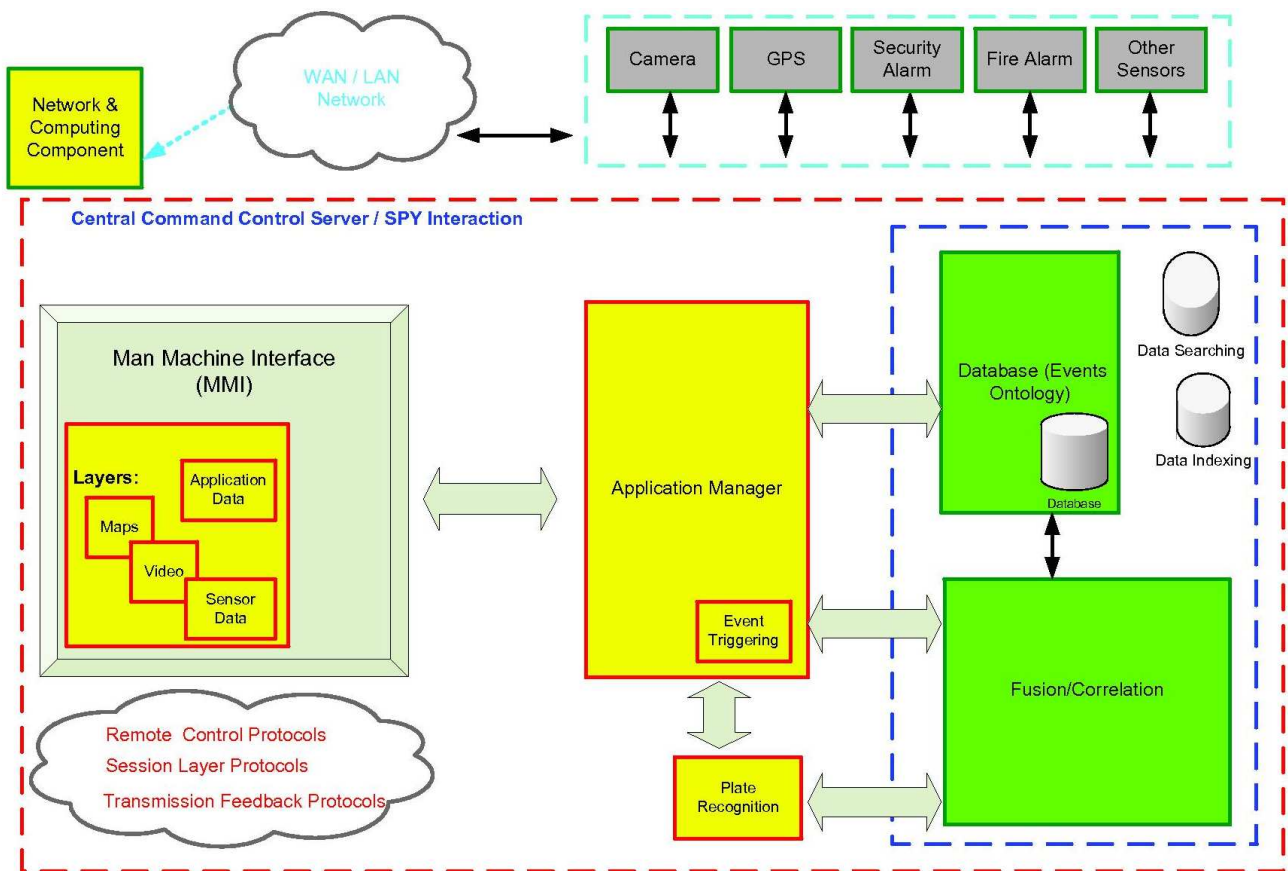 WAN / LAN
Network
Camera
GPS
Security
Alarm
Fire Alarm
Other
Sensors
Network &
Computing
Component
Central Command Control Server / SPY Interaction
Man Machine Interface
(MMI)
Layers:
Application
Data
Maps
Video
Sensor
Data
Remote Control Protocols
Session Layer Protocols
Transmission Feedback Protocols
Application Manager
Event
Triggering
Plate
Recognition
Database (Events
Ontology)
Database
Data Searching
Data Indexing
Fusion/Correlation